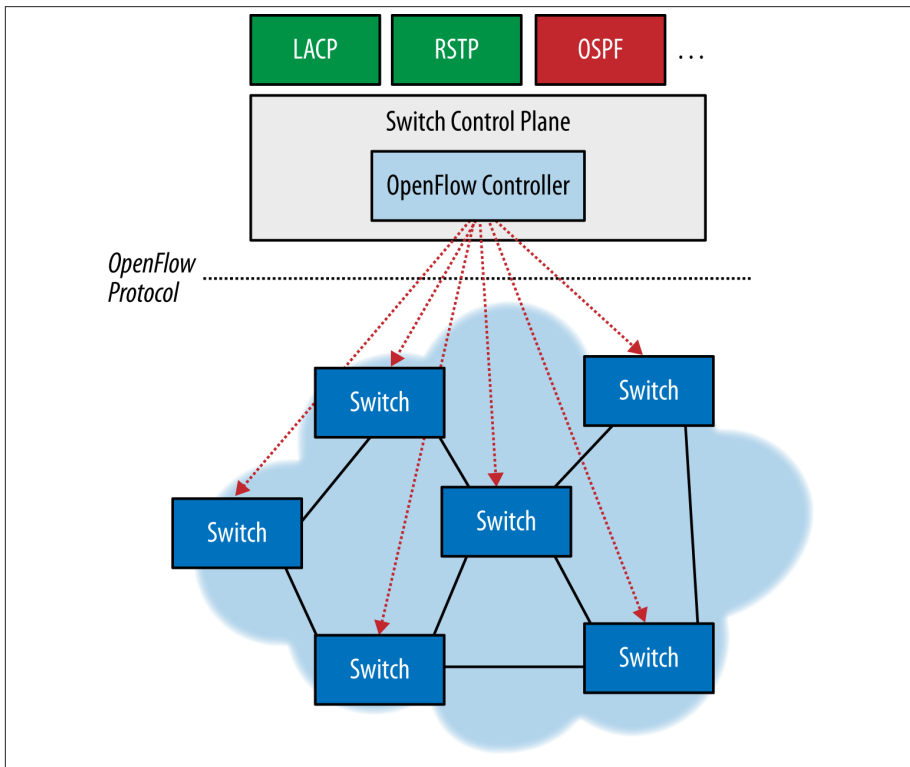 LACP
RSTP
OSPF
...
Switch Control Plane
OpenFlow Controller
OpenFlow
Protocol
Switch
Switch
Switch
Switch
Switch
Switch